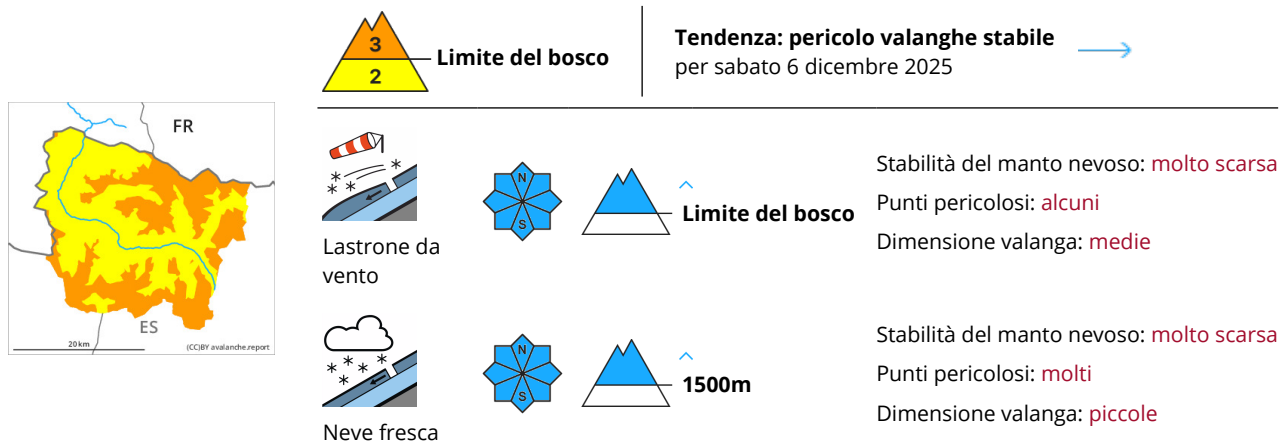 3
2
Limite del bosco
Tendenza: pericolo valanghe stabile
per sabato 6 dicembre 2025
FR
ES
20 km
(CC)BY avalanche.report
N
S
Limite del bosco
Lastrone da
vento
Stabilità del manto nevoso: molto scarsa
Punti pericolosi: alcuni
Dimensione valanga: medie
N
S
1500m
Neve fresca
Stabilità del manto nevoso: molto scarsa
Punti pericolosi: molti
Dimensione valanga: piccole